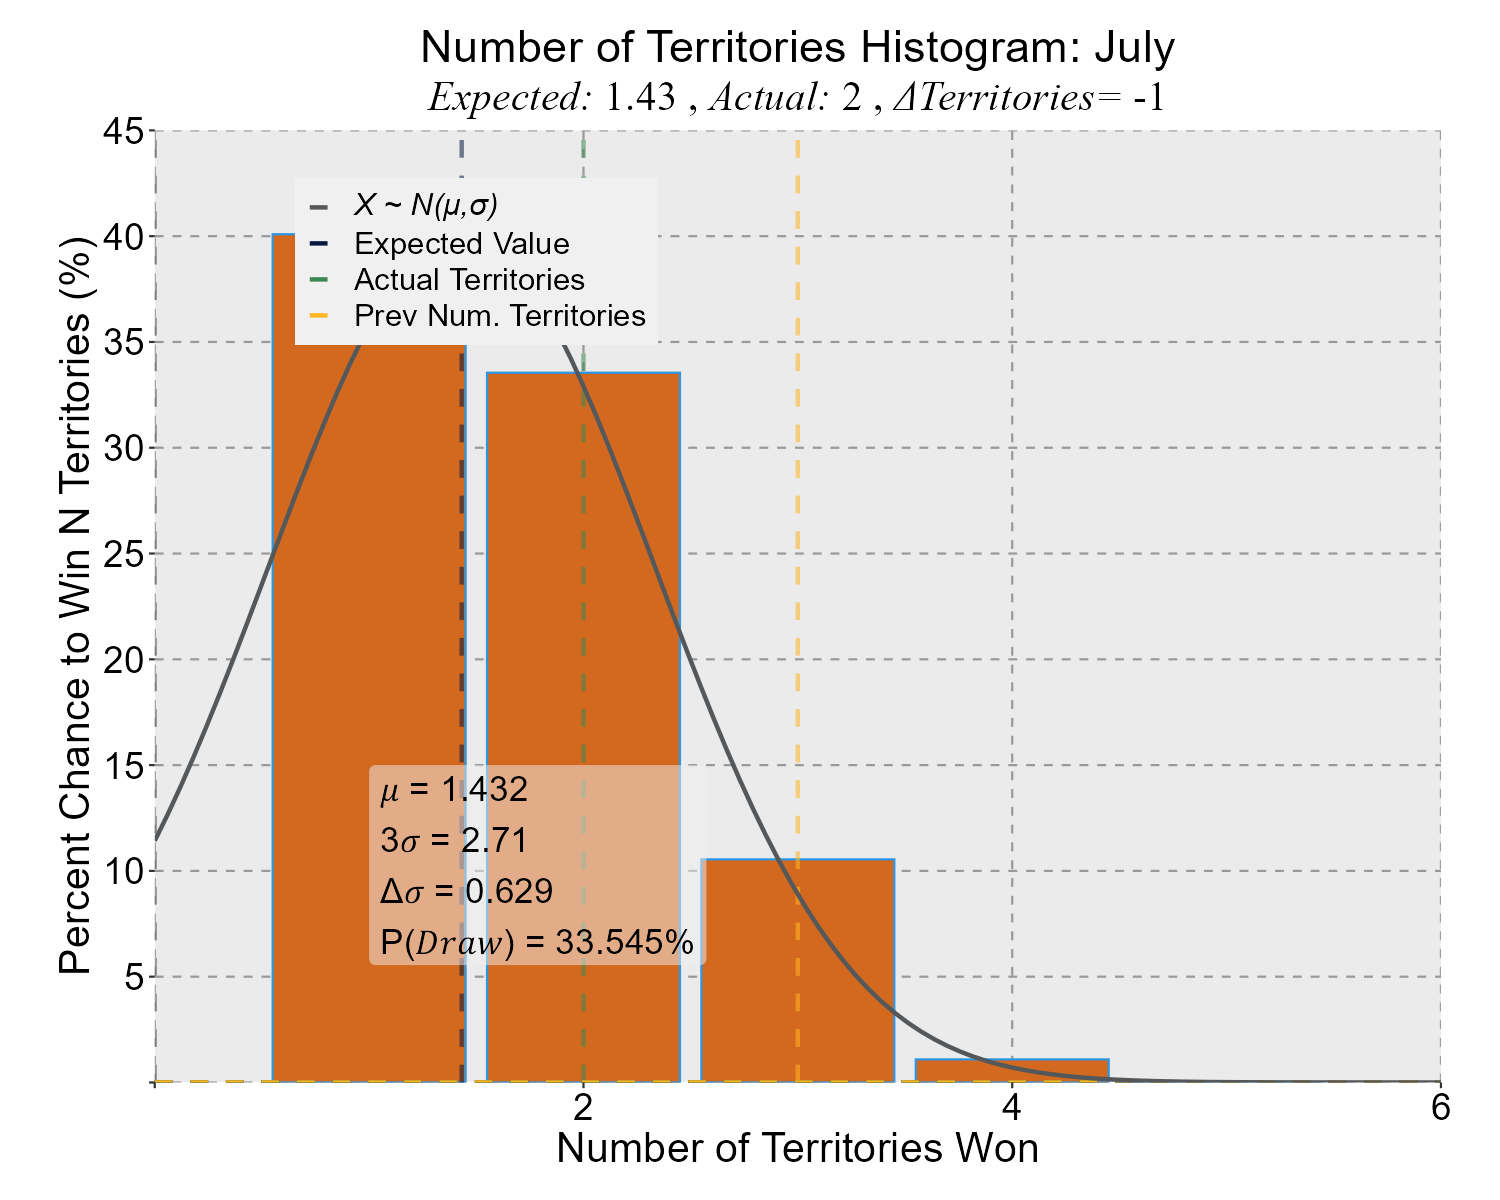 Number of Territories Histogram: July
Expected: 1.43 , Actual: 2 , ΔTerritories= -1
45
40
35
30
25
20
15
10
5
Percent Chance to Win N Territories (%)
X ~ N(μ,σ)
Expected Value
Actual Territories
Prev Num. Territories
μ = 1.432
3σ = 2.71
Δσ = 0.629
P(Draw) = 33.545%
2
4
6
Number of Territories Won